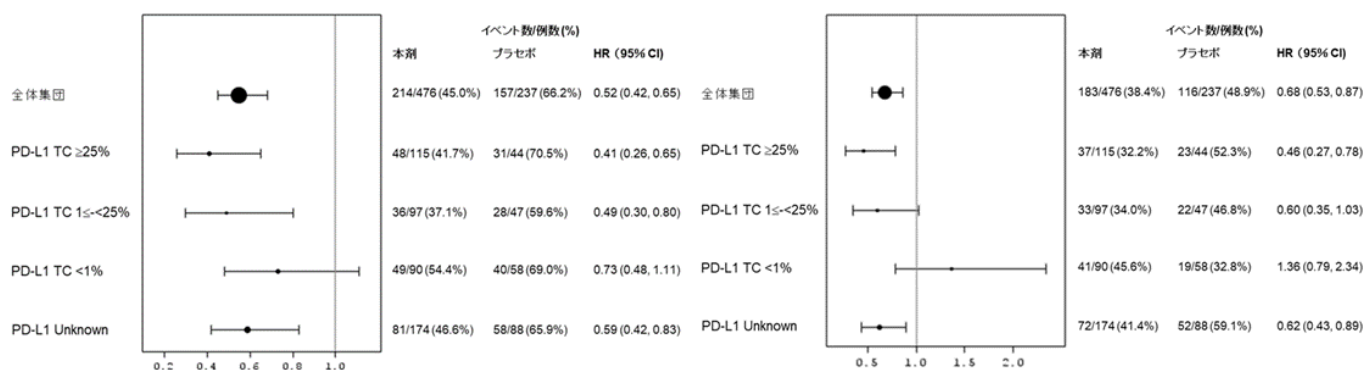 イベント数/例数(%)
本剤 プラセボ HR (95% CI)
全体集団 214/476 (45.0%) 157/237 (66.2%) 0.52 (0.42, 0.65)
PD-L1 TC ≥25% 48/115 (41.7%) 31/44 (70.5%) 0.41 (0.26, 0.65)
PD-L1 TC 1≤-<25% 36/97 (37.1%) 28/47 (59.6%) 0.49 (0.30, 0.80)
PD-L1 TC <1% 49/90 (54.4%) 40/58 (69.0%) 0.73 (0.48, 1.11)
PD-L1 Unknown 81/174 (46.6%) 58/88 (65.9%) 0.59 (0.42, 0.83)
0.2 0.4 0.6 0.8 1.0
イベント数/例数(%)
本剤 プラセボ HR (95% CI)
全体集団 183/476 (38.4%) 116/237 (48.9%) 0.68 (0.53, 0.87)
PD-L1 TC ≥25% 37/115 (32.2%) 23/44 (52.3%) 0.46 (0.27, 0.78)
PD-L1 TC 1≤-<25% 33/97 (34.0%) 22/47 (46.8%) 0.60 (0.35, 1.03)
PD-L1 TC <1% 41/90 (45.6%) 19/58 (32.8%) 1.36 (0.79, 2.34)
PD-L1 Unknown 72/174 (41.4%) 52/88 (59.1%) 0.62 (0.43, 0.89)
0.5 1.0 1.5 2.0